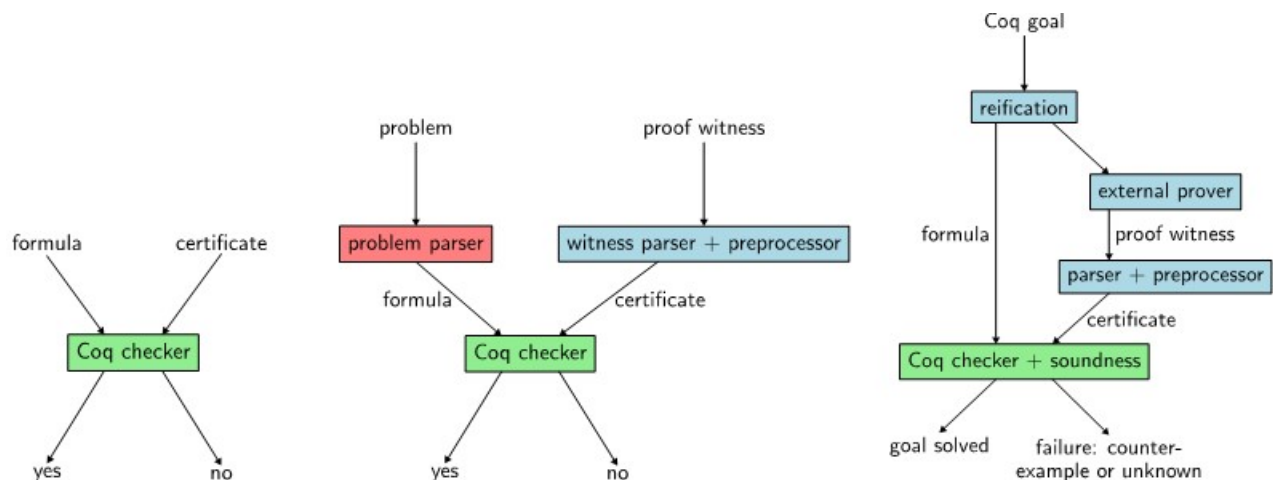 formula
certificate
Coq checker
yes
no
problem
proof witness
problem parser
witness parser + preprocessor
formula
certificate
Coq checker
yes
no
Coq goal
reification
external prover
formula
proof witness
parser + preprocessor
certificate
Coq checker + soundness
goal solved
failure: counter-
example or unknown